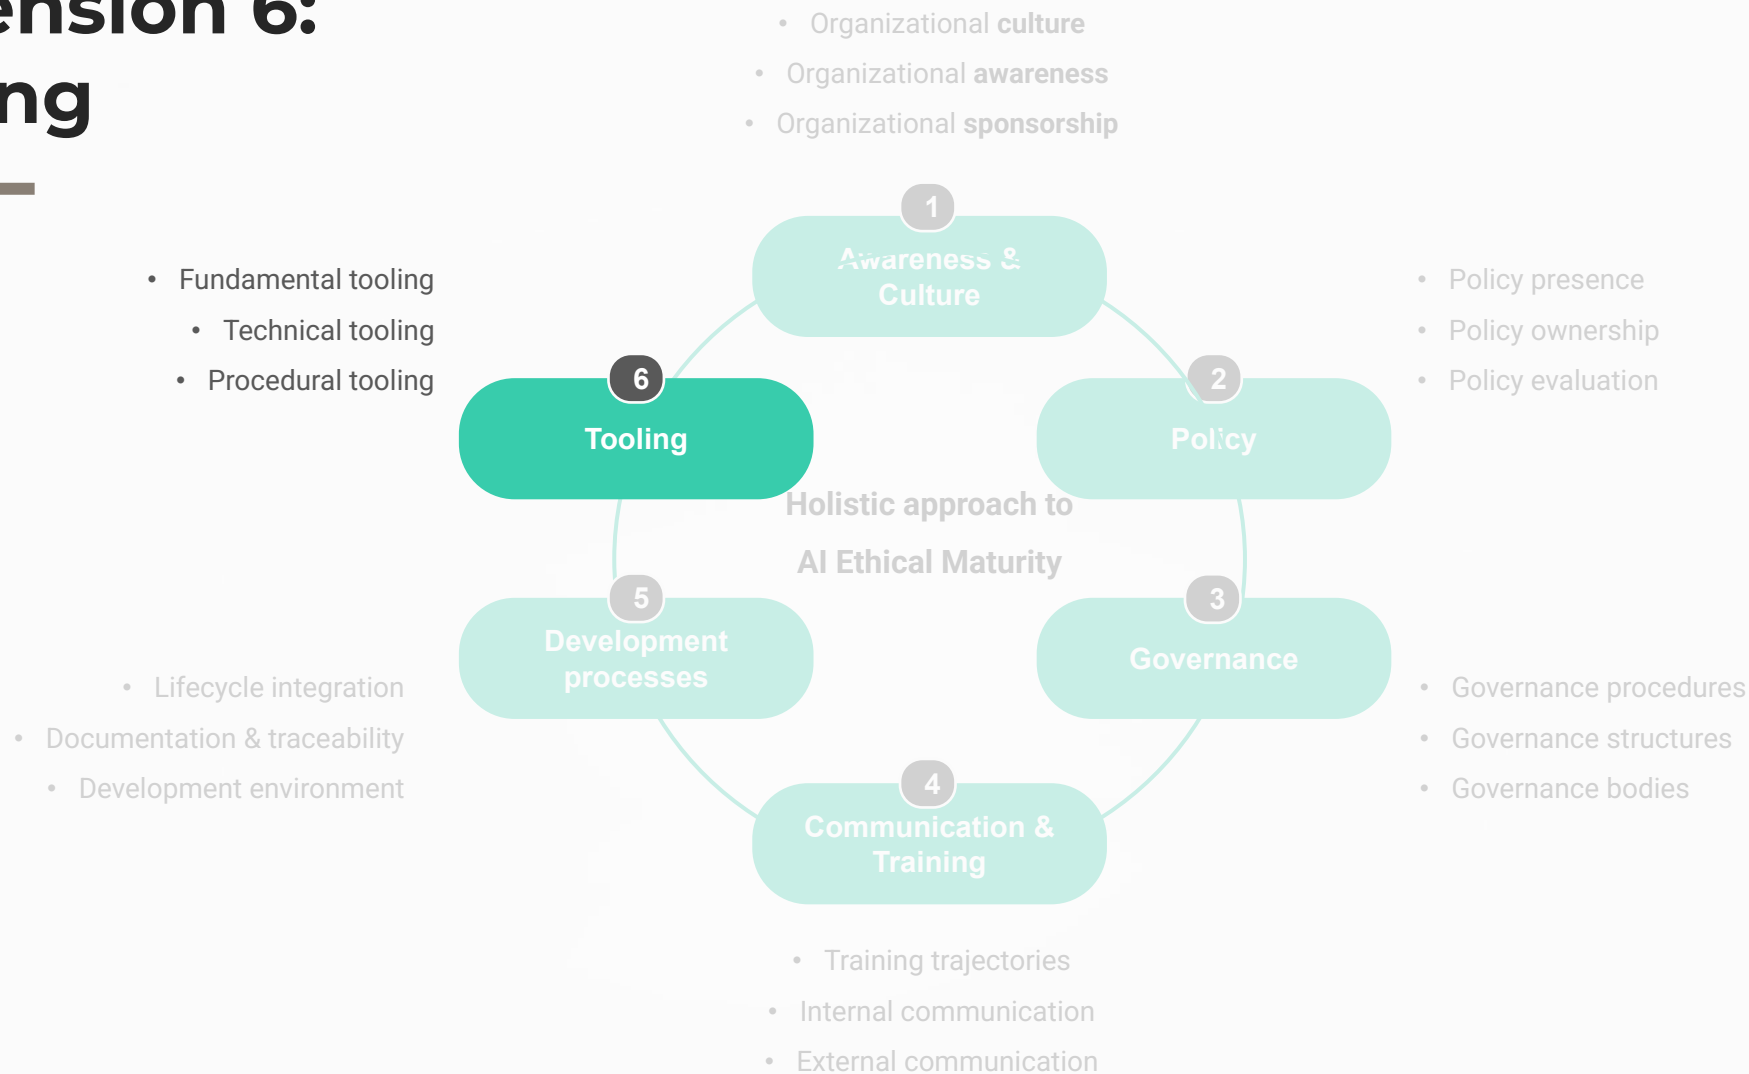 ension 6:
ng
• Organizational culture
• Organizational awareness
• Organizational sponsorship
1
Awareness &
Culture
• Fundamental tooling
• Technical tooling
• Procedural tooling
6
Tooling
2
Policy
• Policy presence
• Policy ownership
• Policy evaluation
Holistic approach to
AI Ethical Maturity
5
Development
processes
• Lifecycle integration
• Documentation & traceability
• Development environment
3
Governance
• Governance procedures
• Governance structures
• Governance bodies
4
Communication &
Training
• Training trajectories
• Internal communication
• External communication